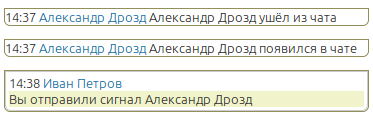 14:37 Александр Дрозд Александр Дрозд ушёл из чата
14:37 Александр Дрозд Александр Дрозд появился в чате
14:38 Иван Петров
Вы отправили сигнал Александр Дрозд